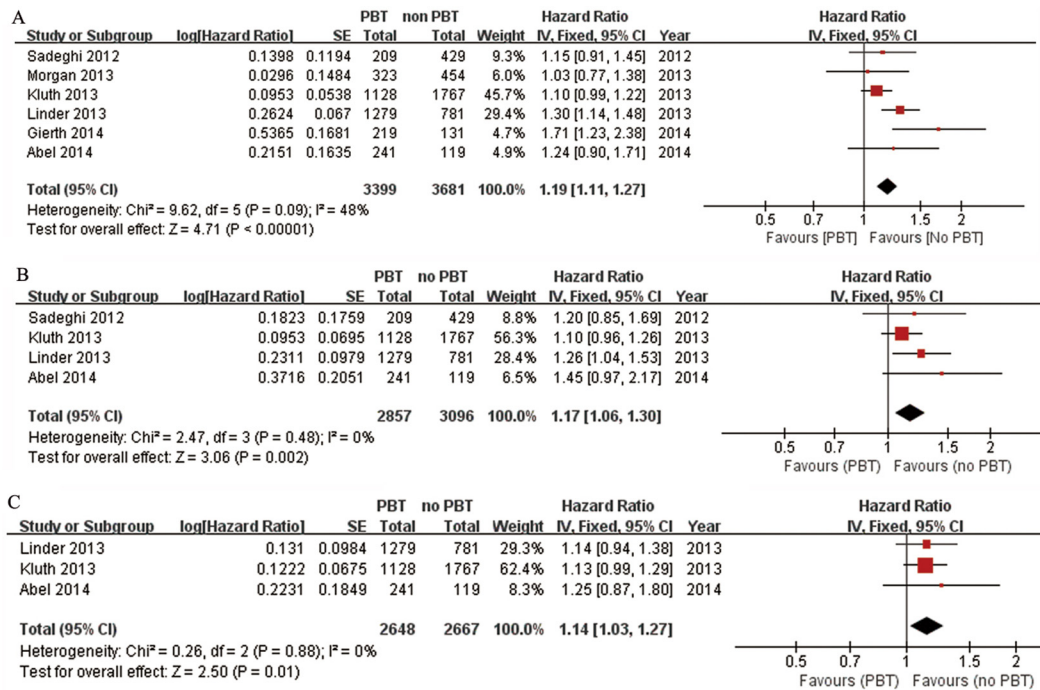 A
PBT non PBT Hazard Ratio Hazard Ratio
Study or Subgroup log[Hazard Ratio] SE Total Total Weight IV, Fixed, 95% CI Year IV, Fixed, 95% CI
Sadeghi 2012 0.1398 0.1194 209 429 9.3% 1.15 [0.91, 1.45] 2012
Morgan 2013 0.0296 0.1484 323 454 6.0% 1.03 [0.77, 1.38] 2013
Kluth 2013 0.0953 0.0538 1128 1767 45.7% 1.10 [0.99, 1.22] 2013
Linder 2013 0.2624 0.067 1279 781 29.4% 1.30 [1.14, 1.48] 2013
Gierth 2014 0.5365 0.1681 219 131 4.7% 1.71 [1.23, 2.38] 2014
Abel 2014 0.2151 0.1635 241 119 4.9% 1.24 [0.90, 1.71] 2014
Total (95% CI) 3399 3681 100.0% 1.19 [1.11, 1.27]
Heterogeneity: Chi² = 9.62, df = 5 (P = 0.09); I² = 48%
Test for overall effect: Z = 4.71 (P < 0.00001)
0.5 0.7 1 1.5 2
Favours [PBT] Favours [No PBT]
B
PBT no PBT Hazard Ratio Hazard Ratio
Study or Subgroup log[Hazard Ratio] SE Total Total Weight IV, Fixed, 95% CI Year IV, Fixed, 95% CI
Sadeghi 2012 0.1823 0.1759 209 429 8.8% 1.20 [0.85, 1.69] 2012
Kluth 2013 0.0953 0.0695 1128 1767 56.3% 1.10 [0.96, 1.26] 2013
Linder 2013 0.2311 0.0979 1279 781 28.4% 1.26 [1.04, 1.53] 2013
Abel 2014 0.3716 0.2051 241 119 6.5% 1.45 [0.97, 2.17] 2014
Total (95% CI) 2857 3096 100.0% 1.17 [1.06, 1.30]
Heterogeneity: Chi² = 2.47, df = 3 (P = 0.48); I² = 0%
Test for overall effect: Z = 3.06 (P = 0.002)
0.5 0.7 1 1.5 2
Favours (PBT) Favours (no PBT)
C
PBT no PBT Hazard Ratio Hazard Ratio
Study or Subgroup log[Hazard Ratio] SE Total Total Weight IV, Fixed, 95% CI Year IV, Fixed, 95% CI
Linder 2013 0.131 0.0984 1279 781 29.3% 1.14 [0.94, 1.38] 2013
Kluth 2013 0.1222 0.0675 1128 1767 62.4% 1.13 [0.99, 1.29] 2013
Abel 2014 0.2231 0.1849 241 119 8.3% 1.25 [0.87, 1.80] 2014
Total (95% CI) 2648 2667 100.0% 1.14 [1.03, 1.27]
Heterogeneity: Chi² = 0.26, df = 2 (P = 0.88); I² = 0%
Test for overall effect: Z = 2.50 (P = 0.01)
0.5 0.7 1 1.5 2
Favours (PBT) Favours (no PBT)